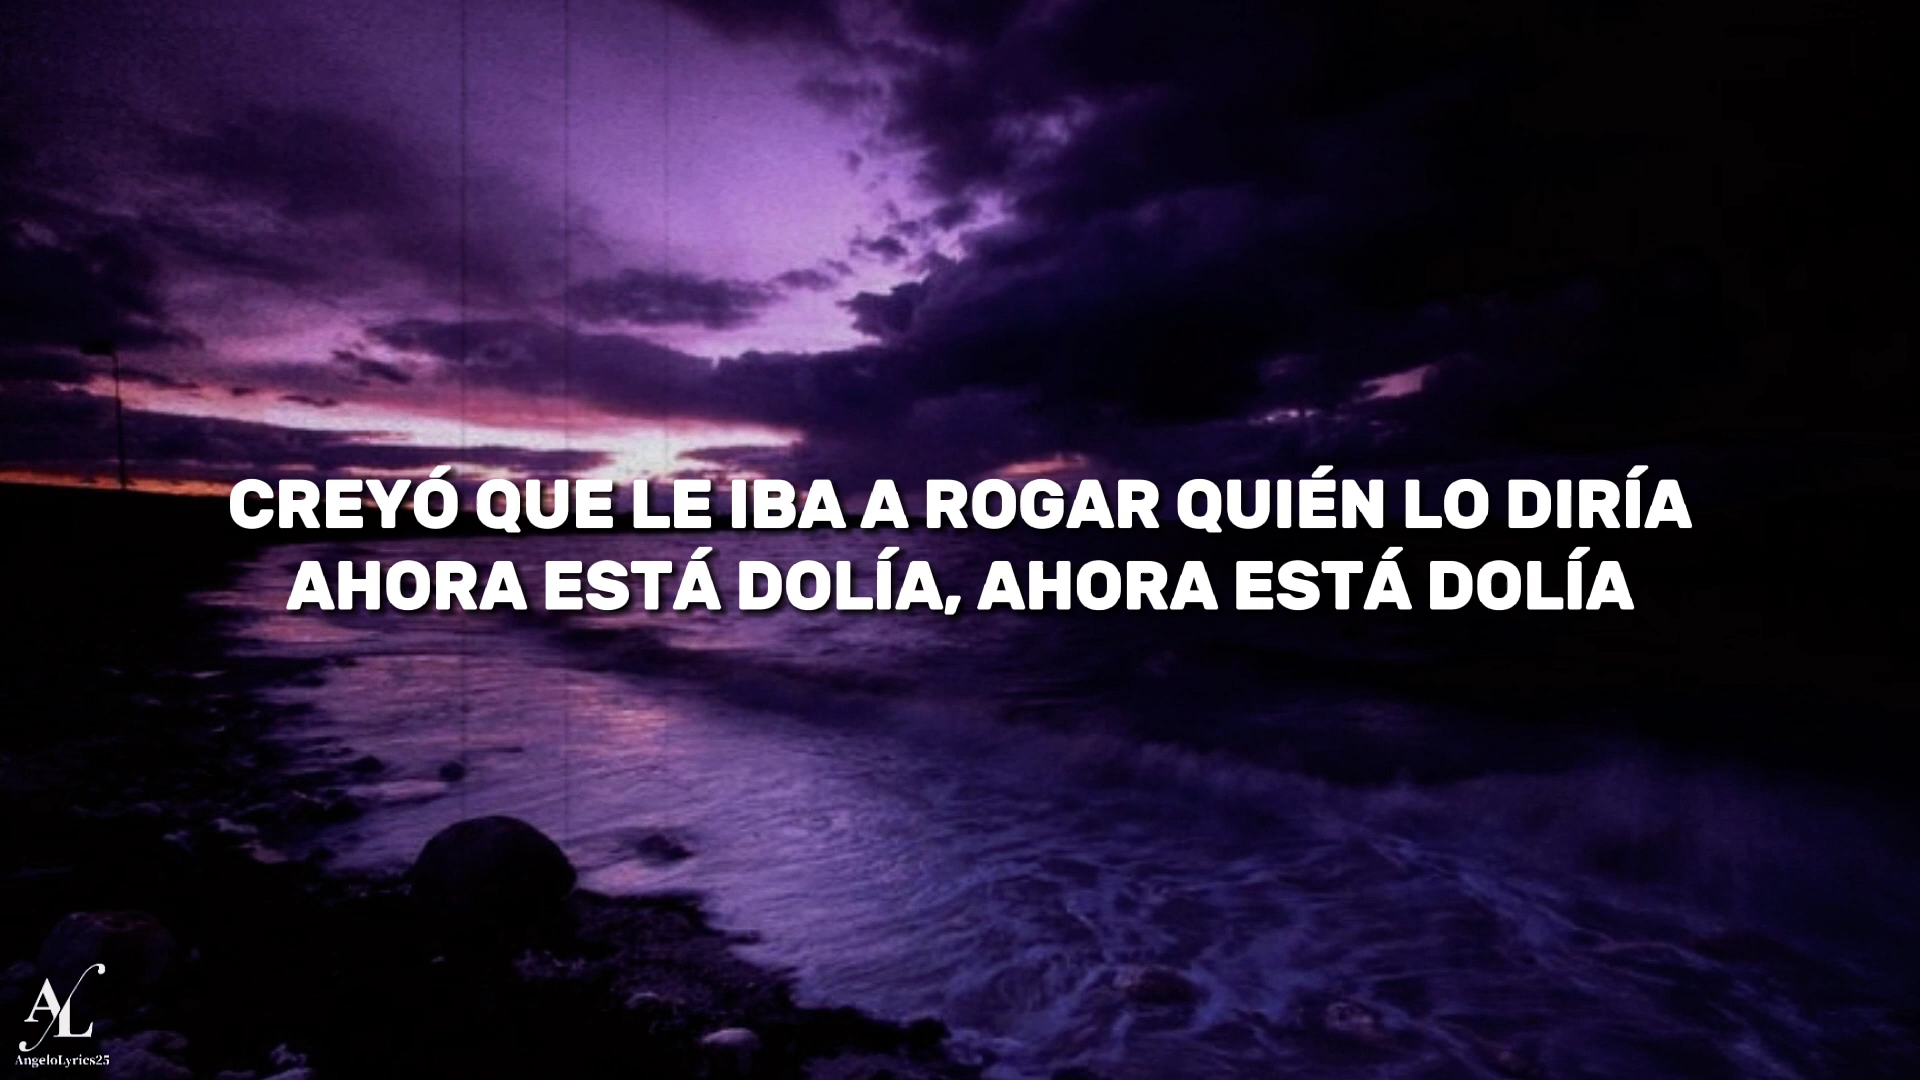 CREYÓ QUE LE IBA A ROGAR QUIÉN LO DIRÍA
AHORA ESTÁ DOLÍA, AHORA ESTÁ DOLÍA
AL
AngeloLyrics25